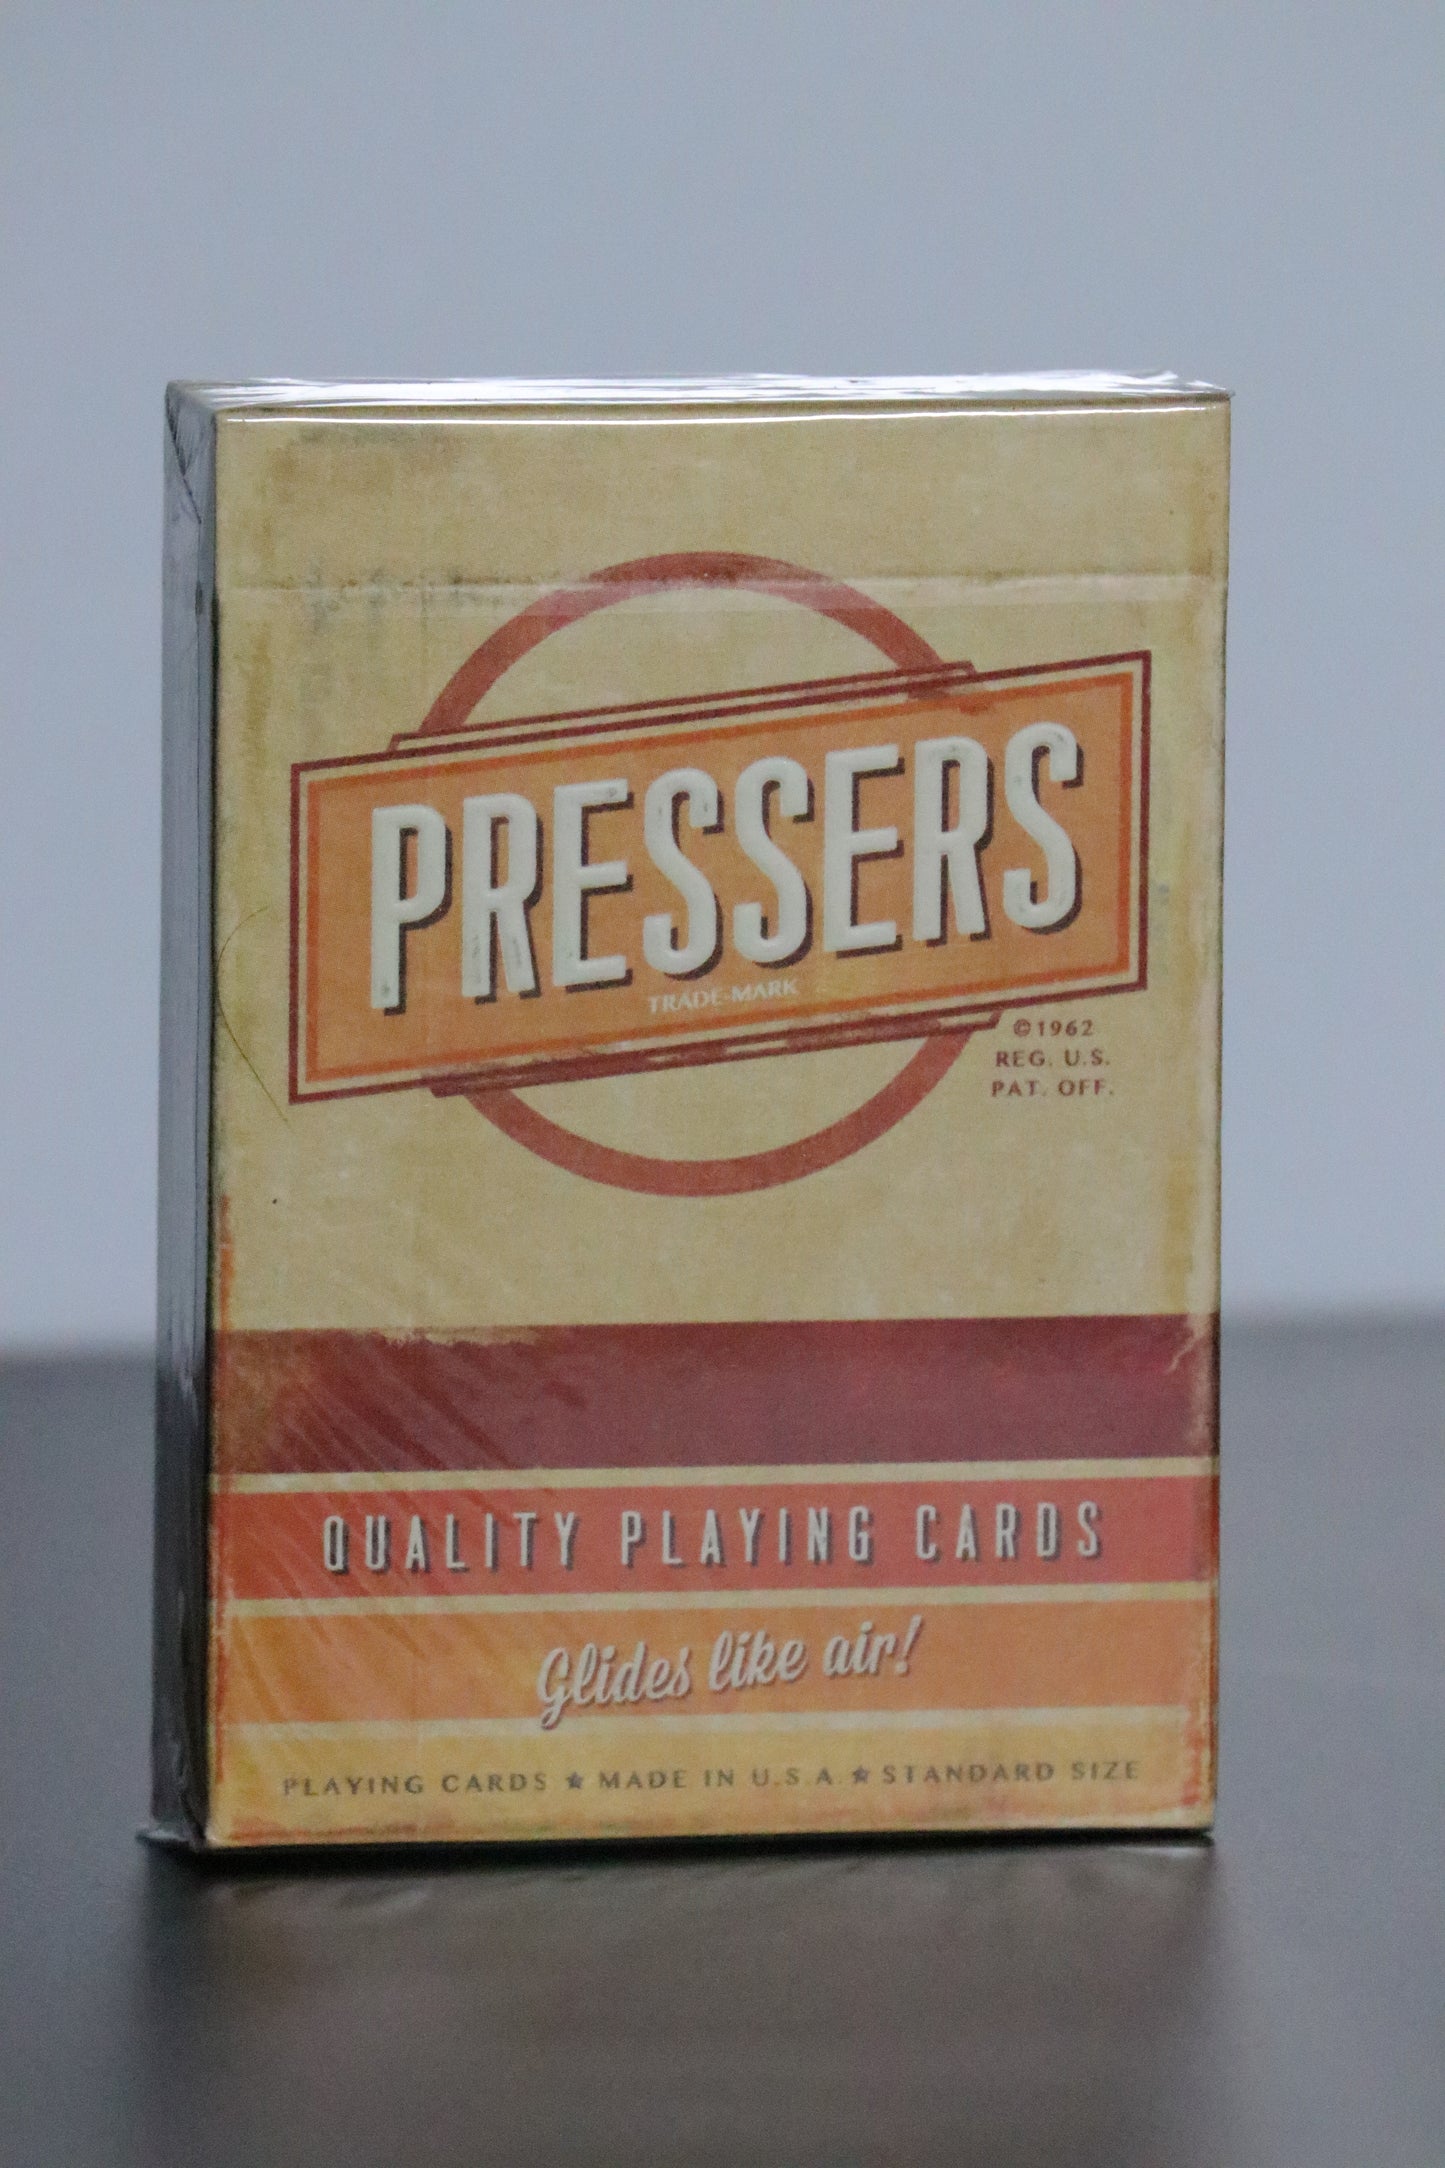 PRESSERS
TRADE-MARK
©1962
REG. U.S.
PAT. OFF.
QUALITY PLAYING CARDS
Glides like air!
PLAYING CARDS ★ MADE IN U.S.A. ★ STANDARD SIZE